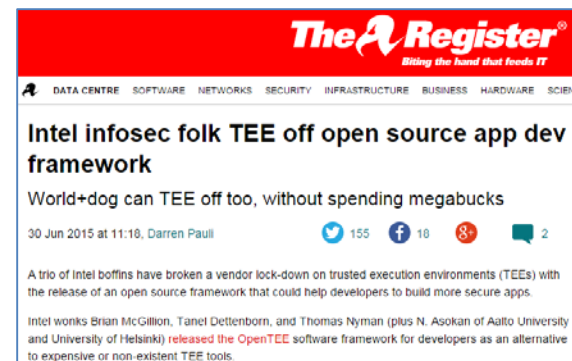 The Register®
Biting the hand that feeds IT
DATA CENTRE SOFTWARE NETWORKS SECURITY INFRASTRUCTURE BUSINESS HARDWARE SCIEN
Intel infosec folk TEE off open source app dev
framework
World+dog can TEE off too, without spending megabucks
30 Jun 2015 at 11:18, Darren Pauli 155 18 8+ 2
A trio of Intel boffins have broken a vendor lock-down on trusted execution environments (TEEs) with
the release of an open source framework that could help developers to build more secure apps.
Intel wonks Brian McGillion, Tanel Dettenborn, and Thomas Nyman (plus N. Asokan of Aalto University
and University of Helsinki) released the OpenTEE software framework for developers as an alternative
to expensive or non-existent TEE tools.